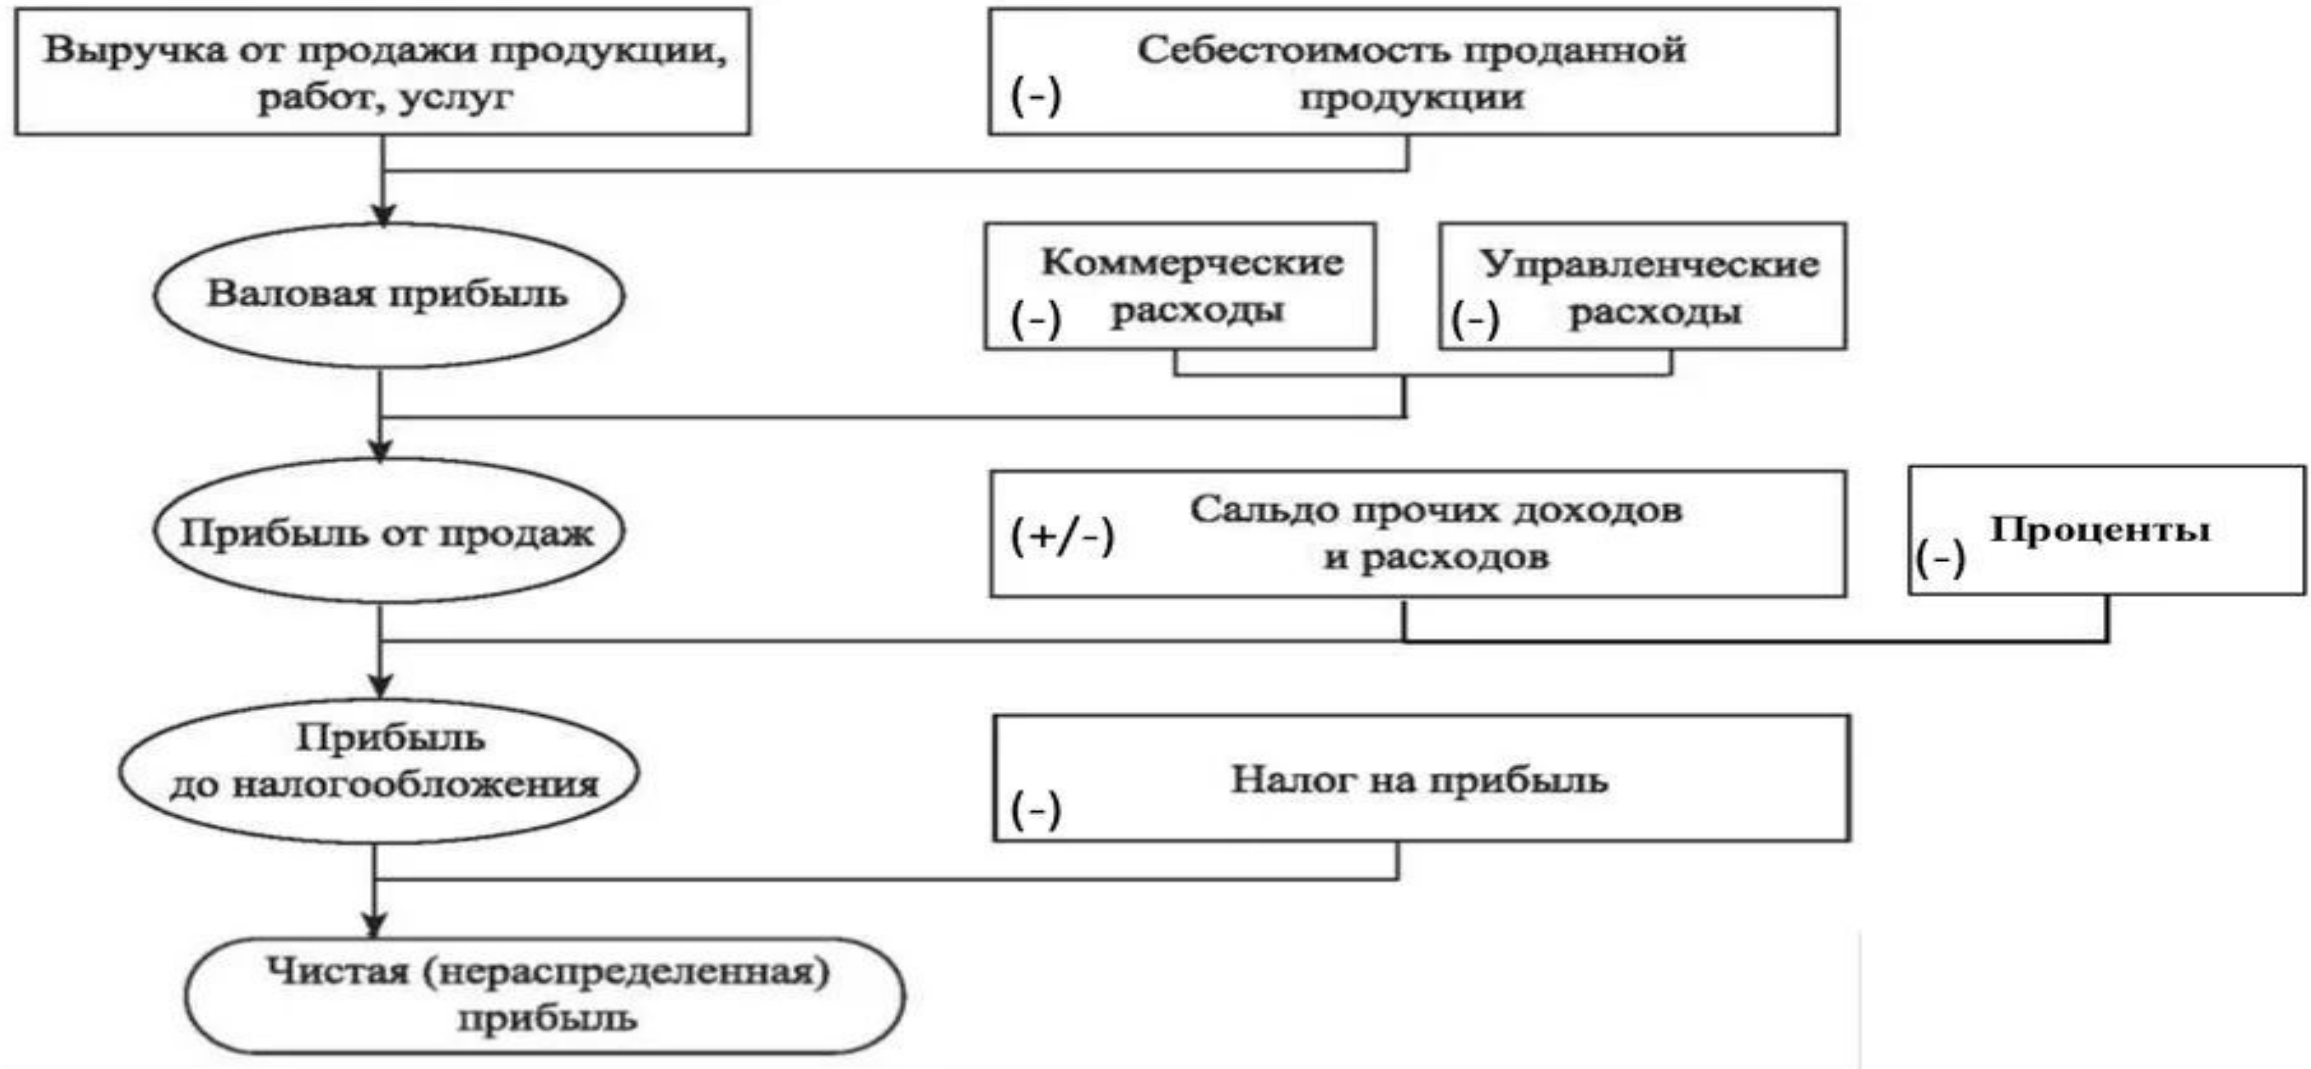 Выручка от продажи продукции,
работ, услуг
Себестоимость проданной
(-) продукции
Валовая прибыль
Коммерческие
(-) расходы
Управленческие
(-) расходы
Прибыль от продаж
(+/-) Сальдо прочих доходов
и расходов
Проценты
(-)
Прибыль
до налогообложения
Налог на прибыль
(-)
Чистая (нераспределенная)
прибыль